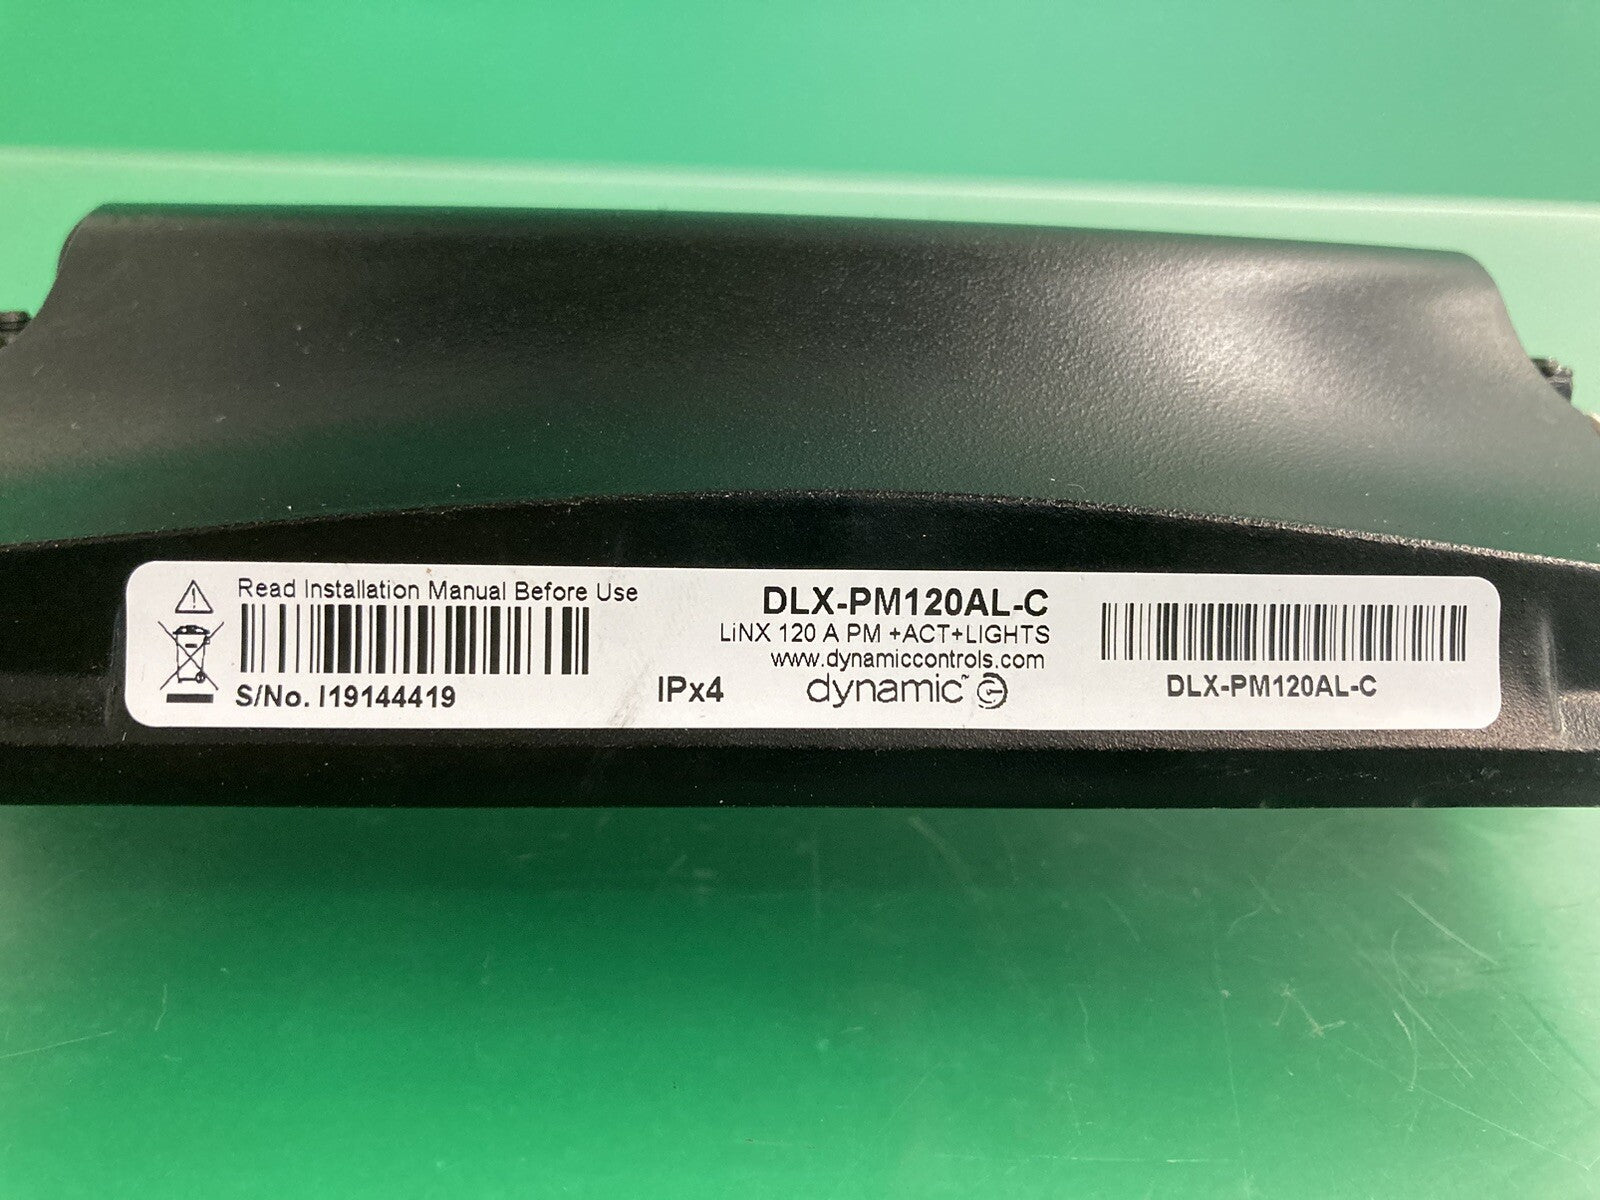 Read Installation Manual Before Use
S/No. I19144419
IPx4
DLX-PM120AL-C
LiNX 120 A PM +ACT+LIGHTS
www.dynamiccontrols.com
dynamic™
DLX-PM120AL-C